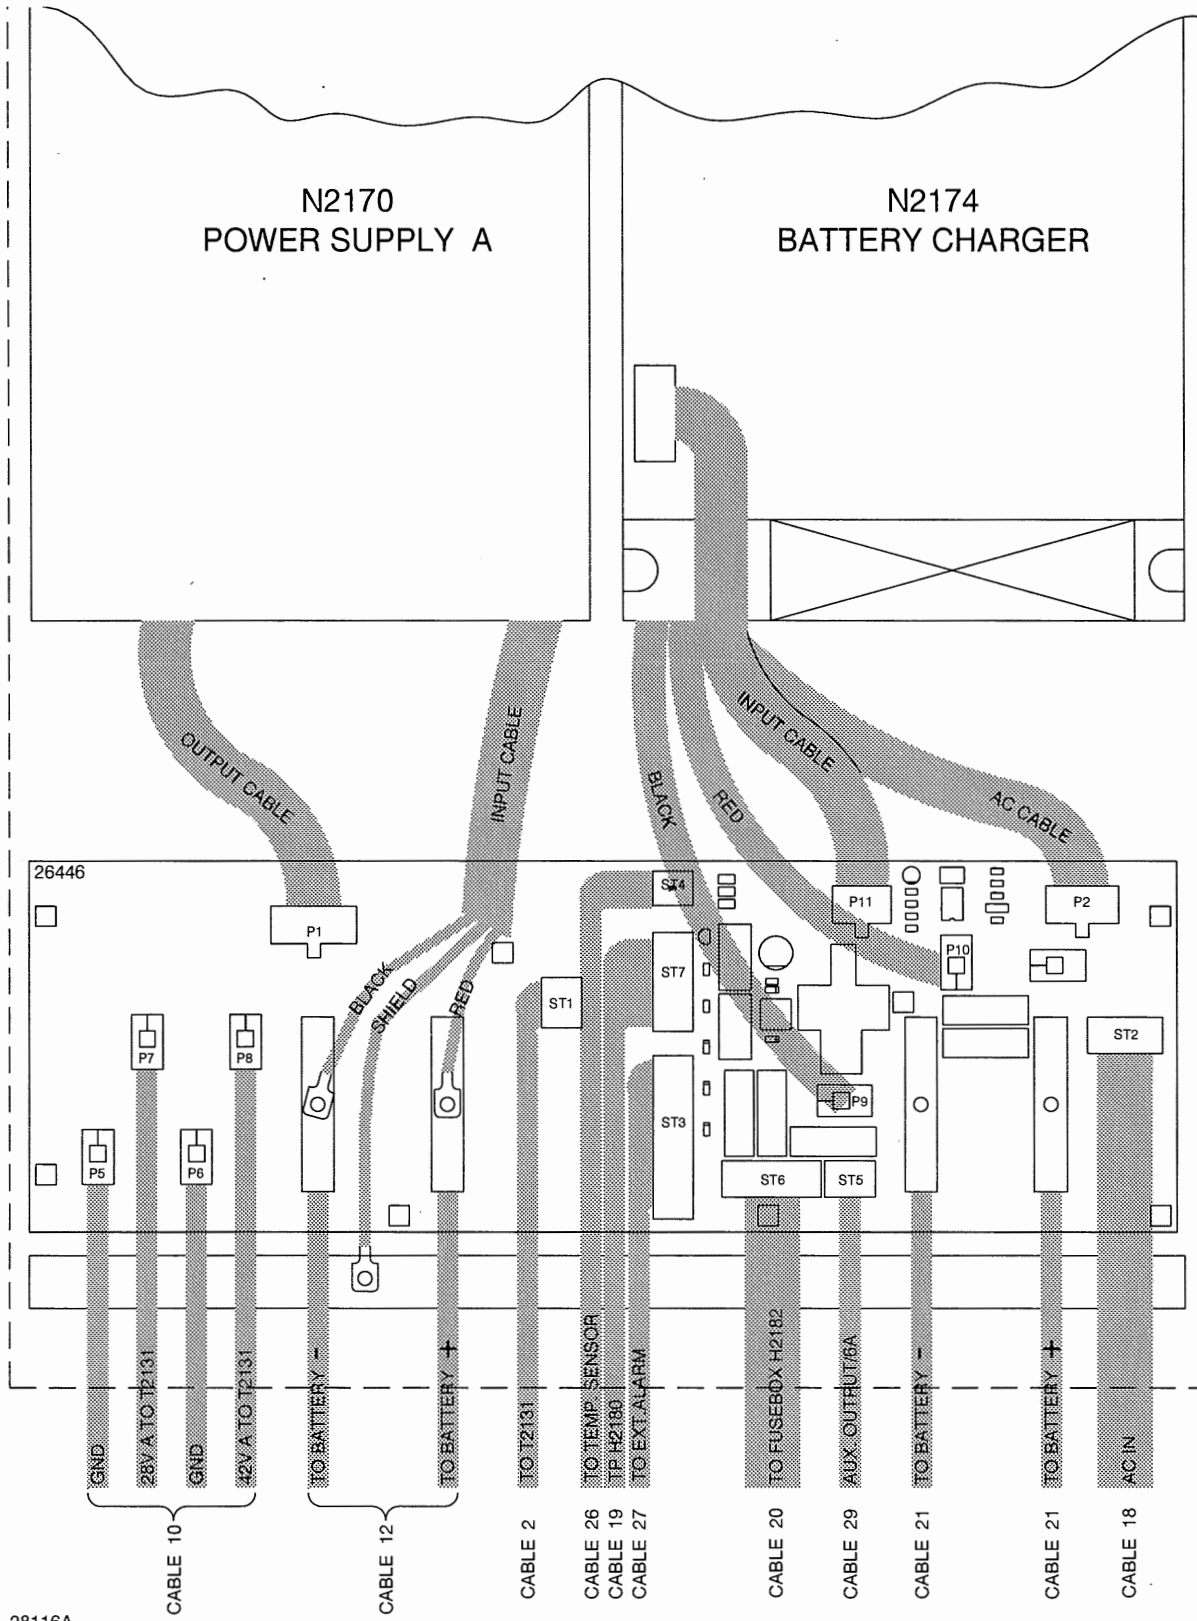 N2170
POWER SUPPLY A
N2174
BATTERY CHARGER
OUTPUT CABLE
INPUT CABLE
BLACK
RED
INPUT CABLE
AC CABLE
26446
P1
BLACK
SHIELD
RED
ST4
P11
P2
P10
ST7
ST1
P7
P8
ST2
P9
ST3
P5
P6
ST6
ST5
GND
28V A TO T2131
GND
42V A TO T2131
TO BATTERY -
TO BATTERY +
TO T2131
TO TEMP. SENSOR
TP H2180
TO EXT.ALARM
TO FUSEBOX H2182
AUX. OUTPUT/6A
TO BATTERY -
TO BATTERY +
AC IN
CABLE 10
CABLE 12
CABLE 2
CABLE 26
CABLE 19
CABLE 27
CABLE 20
CABLE 29
CABLE 21
CABLE 21
CABLE 18
28116A